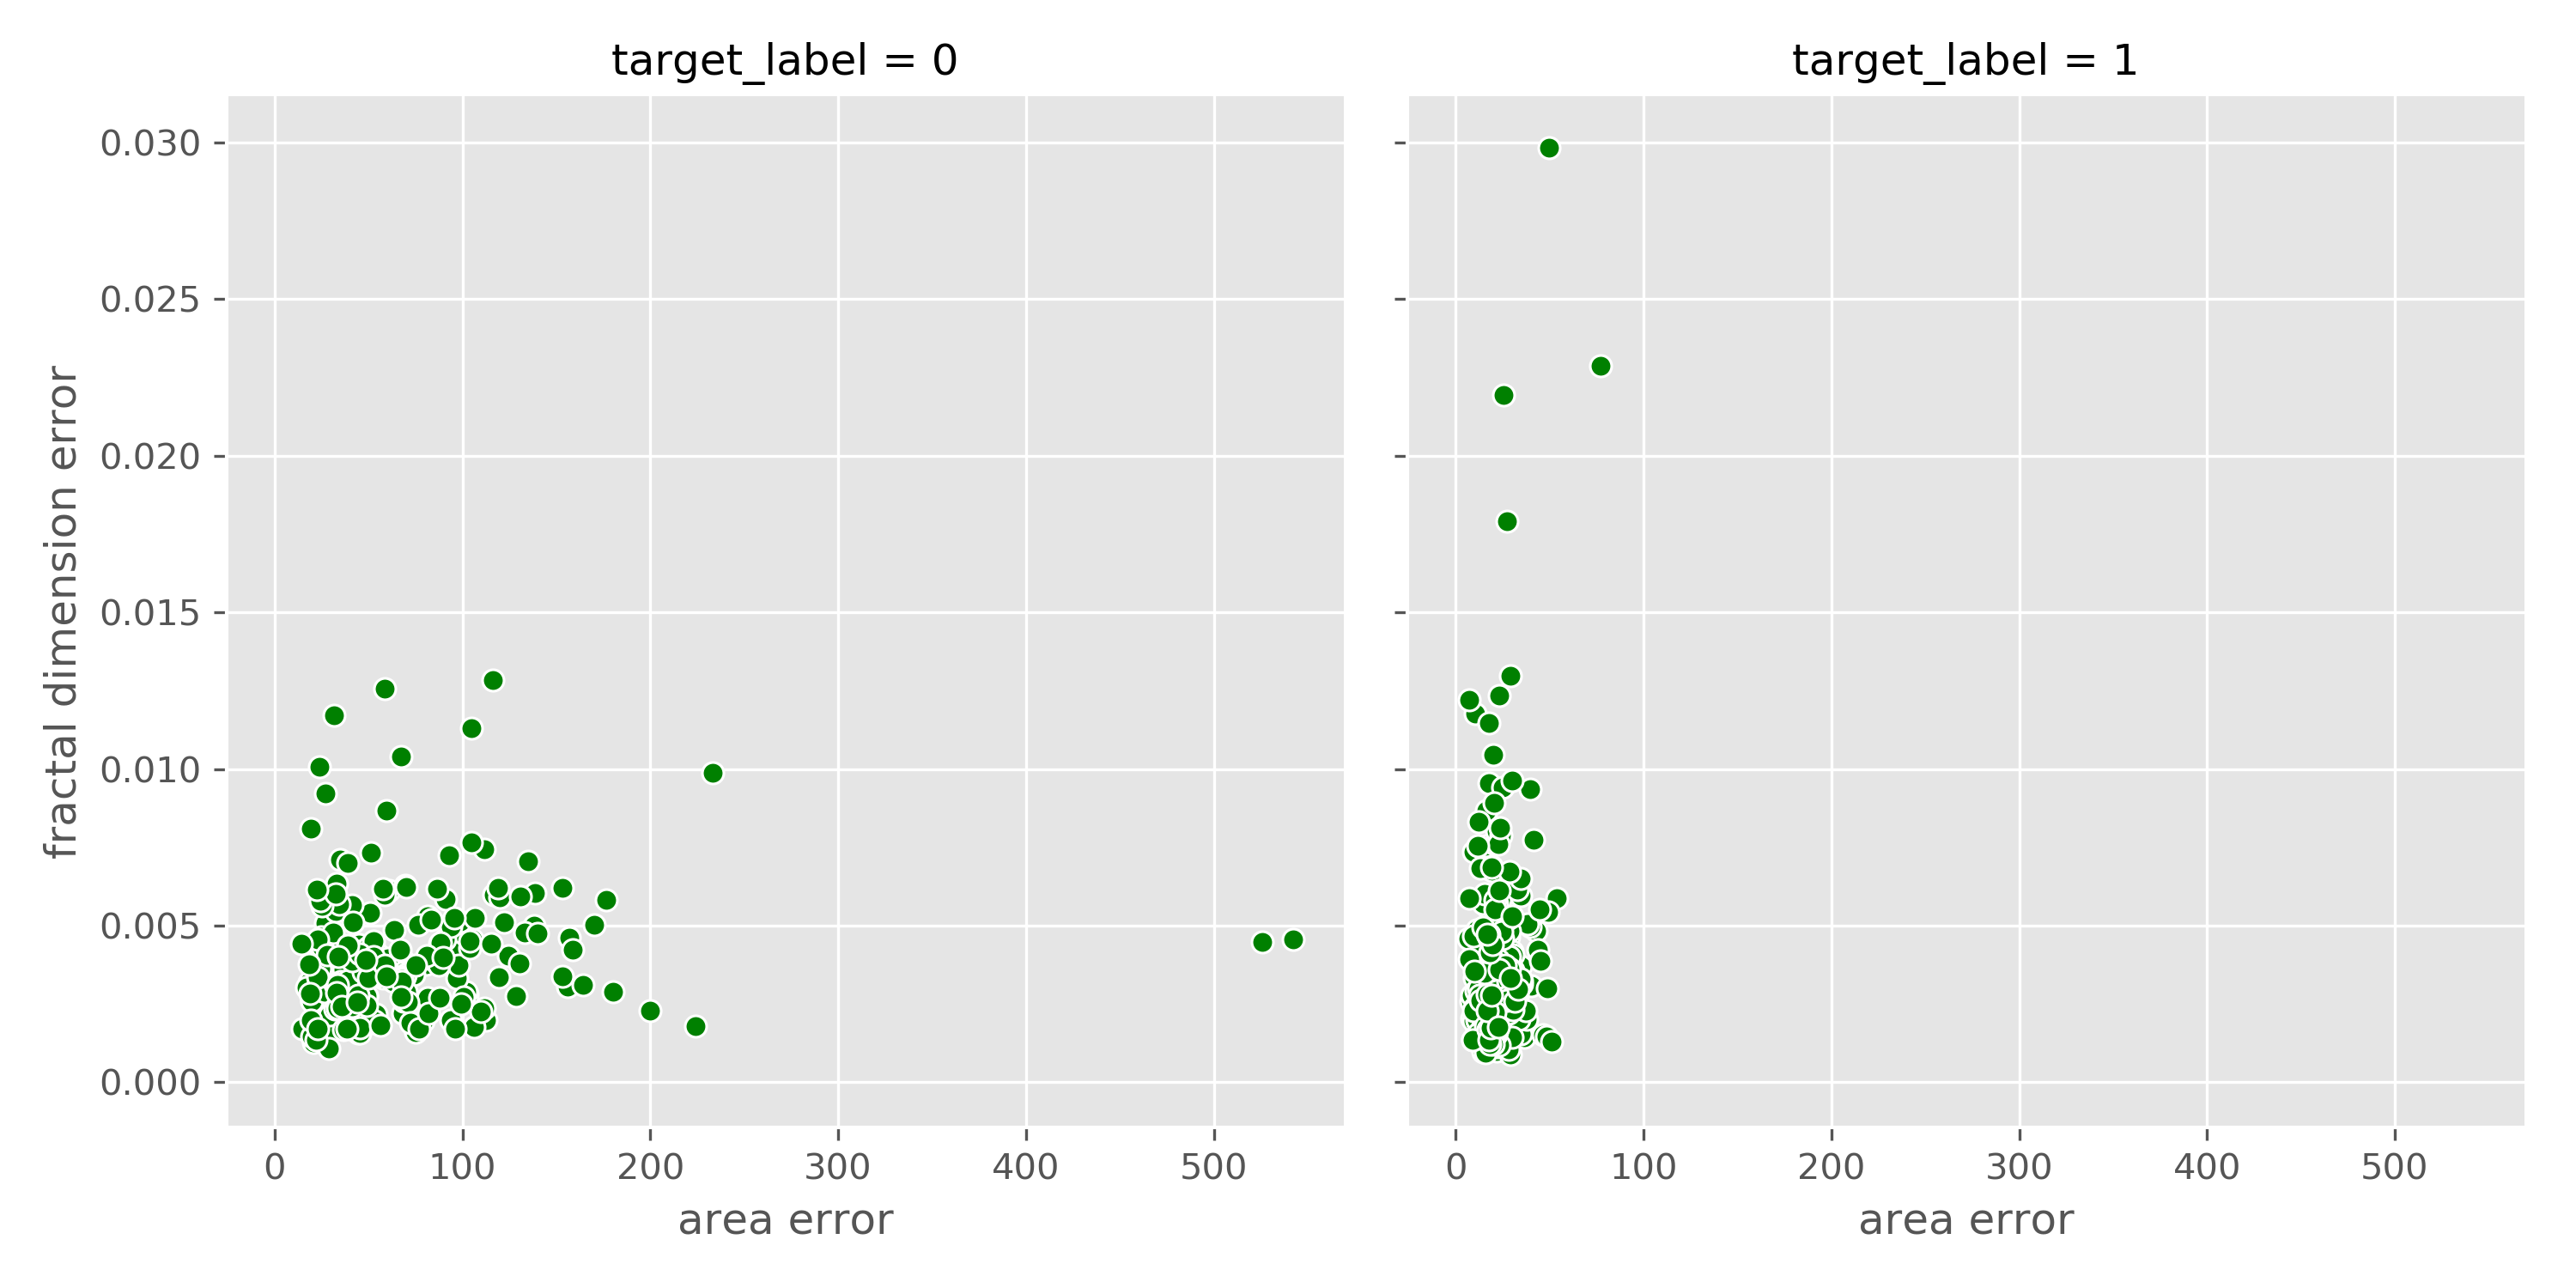 target_label = 0
target_label = 1
fractal dimension error
0.030
0.025
0.020
0.015
0.010
0.005
0.000
0 100 200 300 400 500
0 100 200 300 400 500
area error
area error